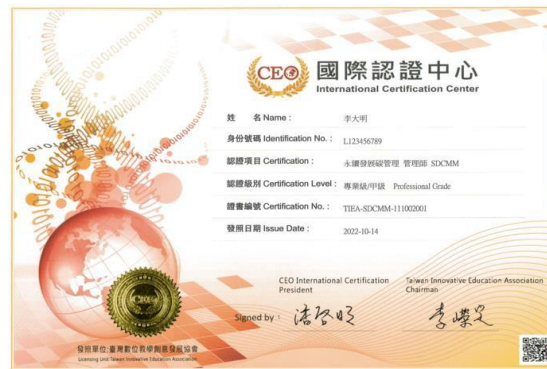 CEO
國際認證中心
International Certification Center
姓 名 Name： 李大明
身份號碼 Identification No.： L123456789
認證項目 Certification： 永續發展碳管理 管理師 SDCMM
認證級別 Certification Level： 專業級/甲級 Professional Grade
證書編號 Certification No.： TIEA-SDCMM-111002001
發照日期 Issue Date： 2022-10-14
CEO International Certification
President
Taiwan Innovative Education Association
Chairman
Signed by：
CEO
發照單位:臺灣數位教學創意發展協會
Licensing Unit Taiwan Innovative Education Association